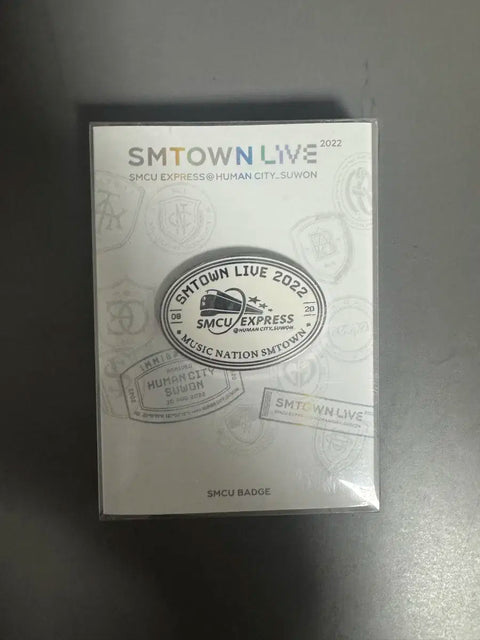 SMTOWN LIVE 2022
SMCU EXPRESS@HUMAN CITY_SUWON
SMTOWN LIVE 2022
08
20
SMCU EXPRESS
@HUMAN CITY_SUWON
MUSIC NATION SMTOWN
HUMAN CITY
SUWON
2022
SMTOWN LIVE
SMCU BADGE